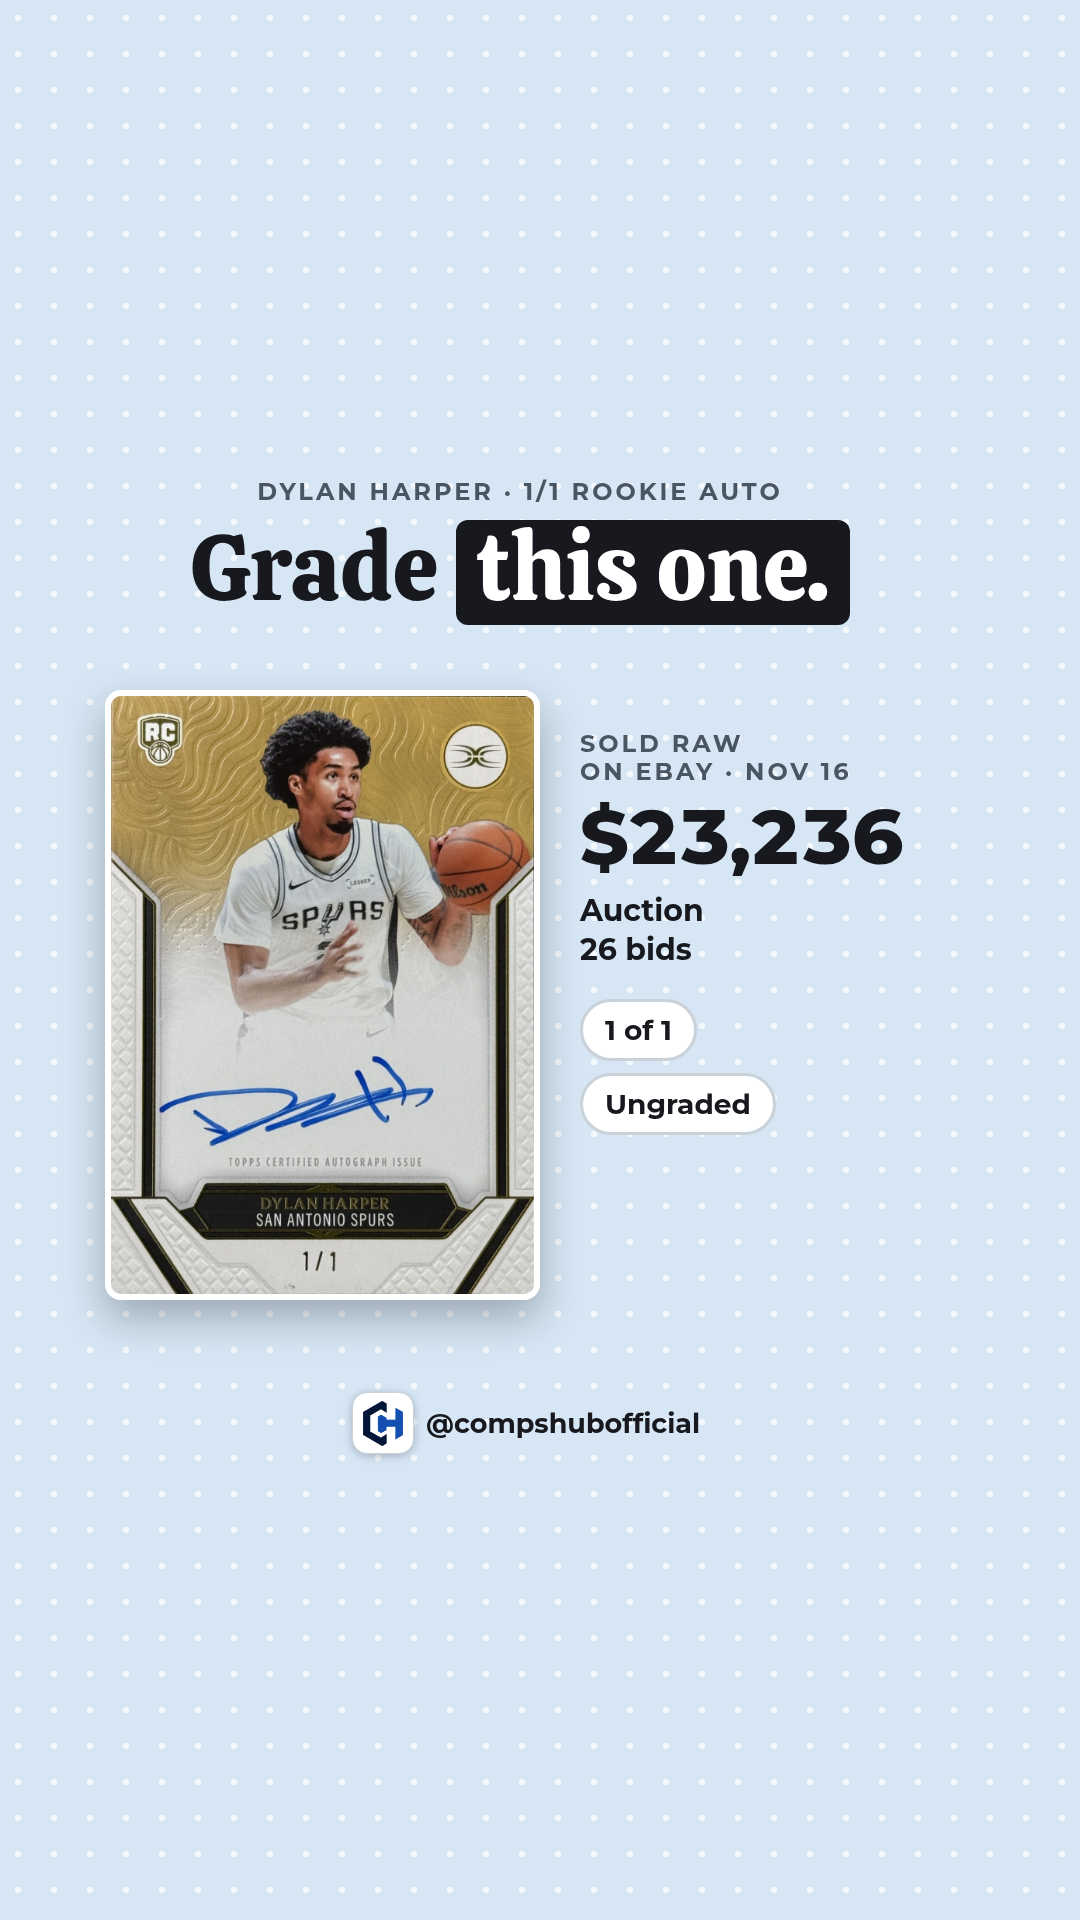 DYLAN HARPER · 1/1 ROOKIE AUTO
Grade this one.
RC
LEDGER
Wilson
SPURS
TOPPS CERTIFIED AUTOGRAPH ISSUE
DYLAN HARPER
SAN ANTONIO SPURS
1/1
SOLD RAW
ON EBAY · NOV 16
$23,236
Auction
26 bids
1 of 1
Ungraded
@compshubofficial